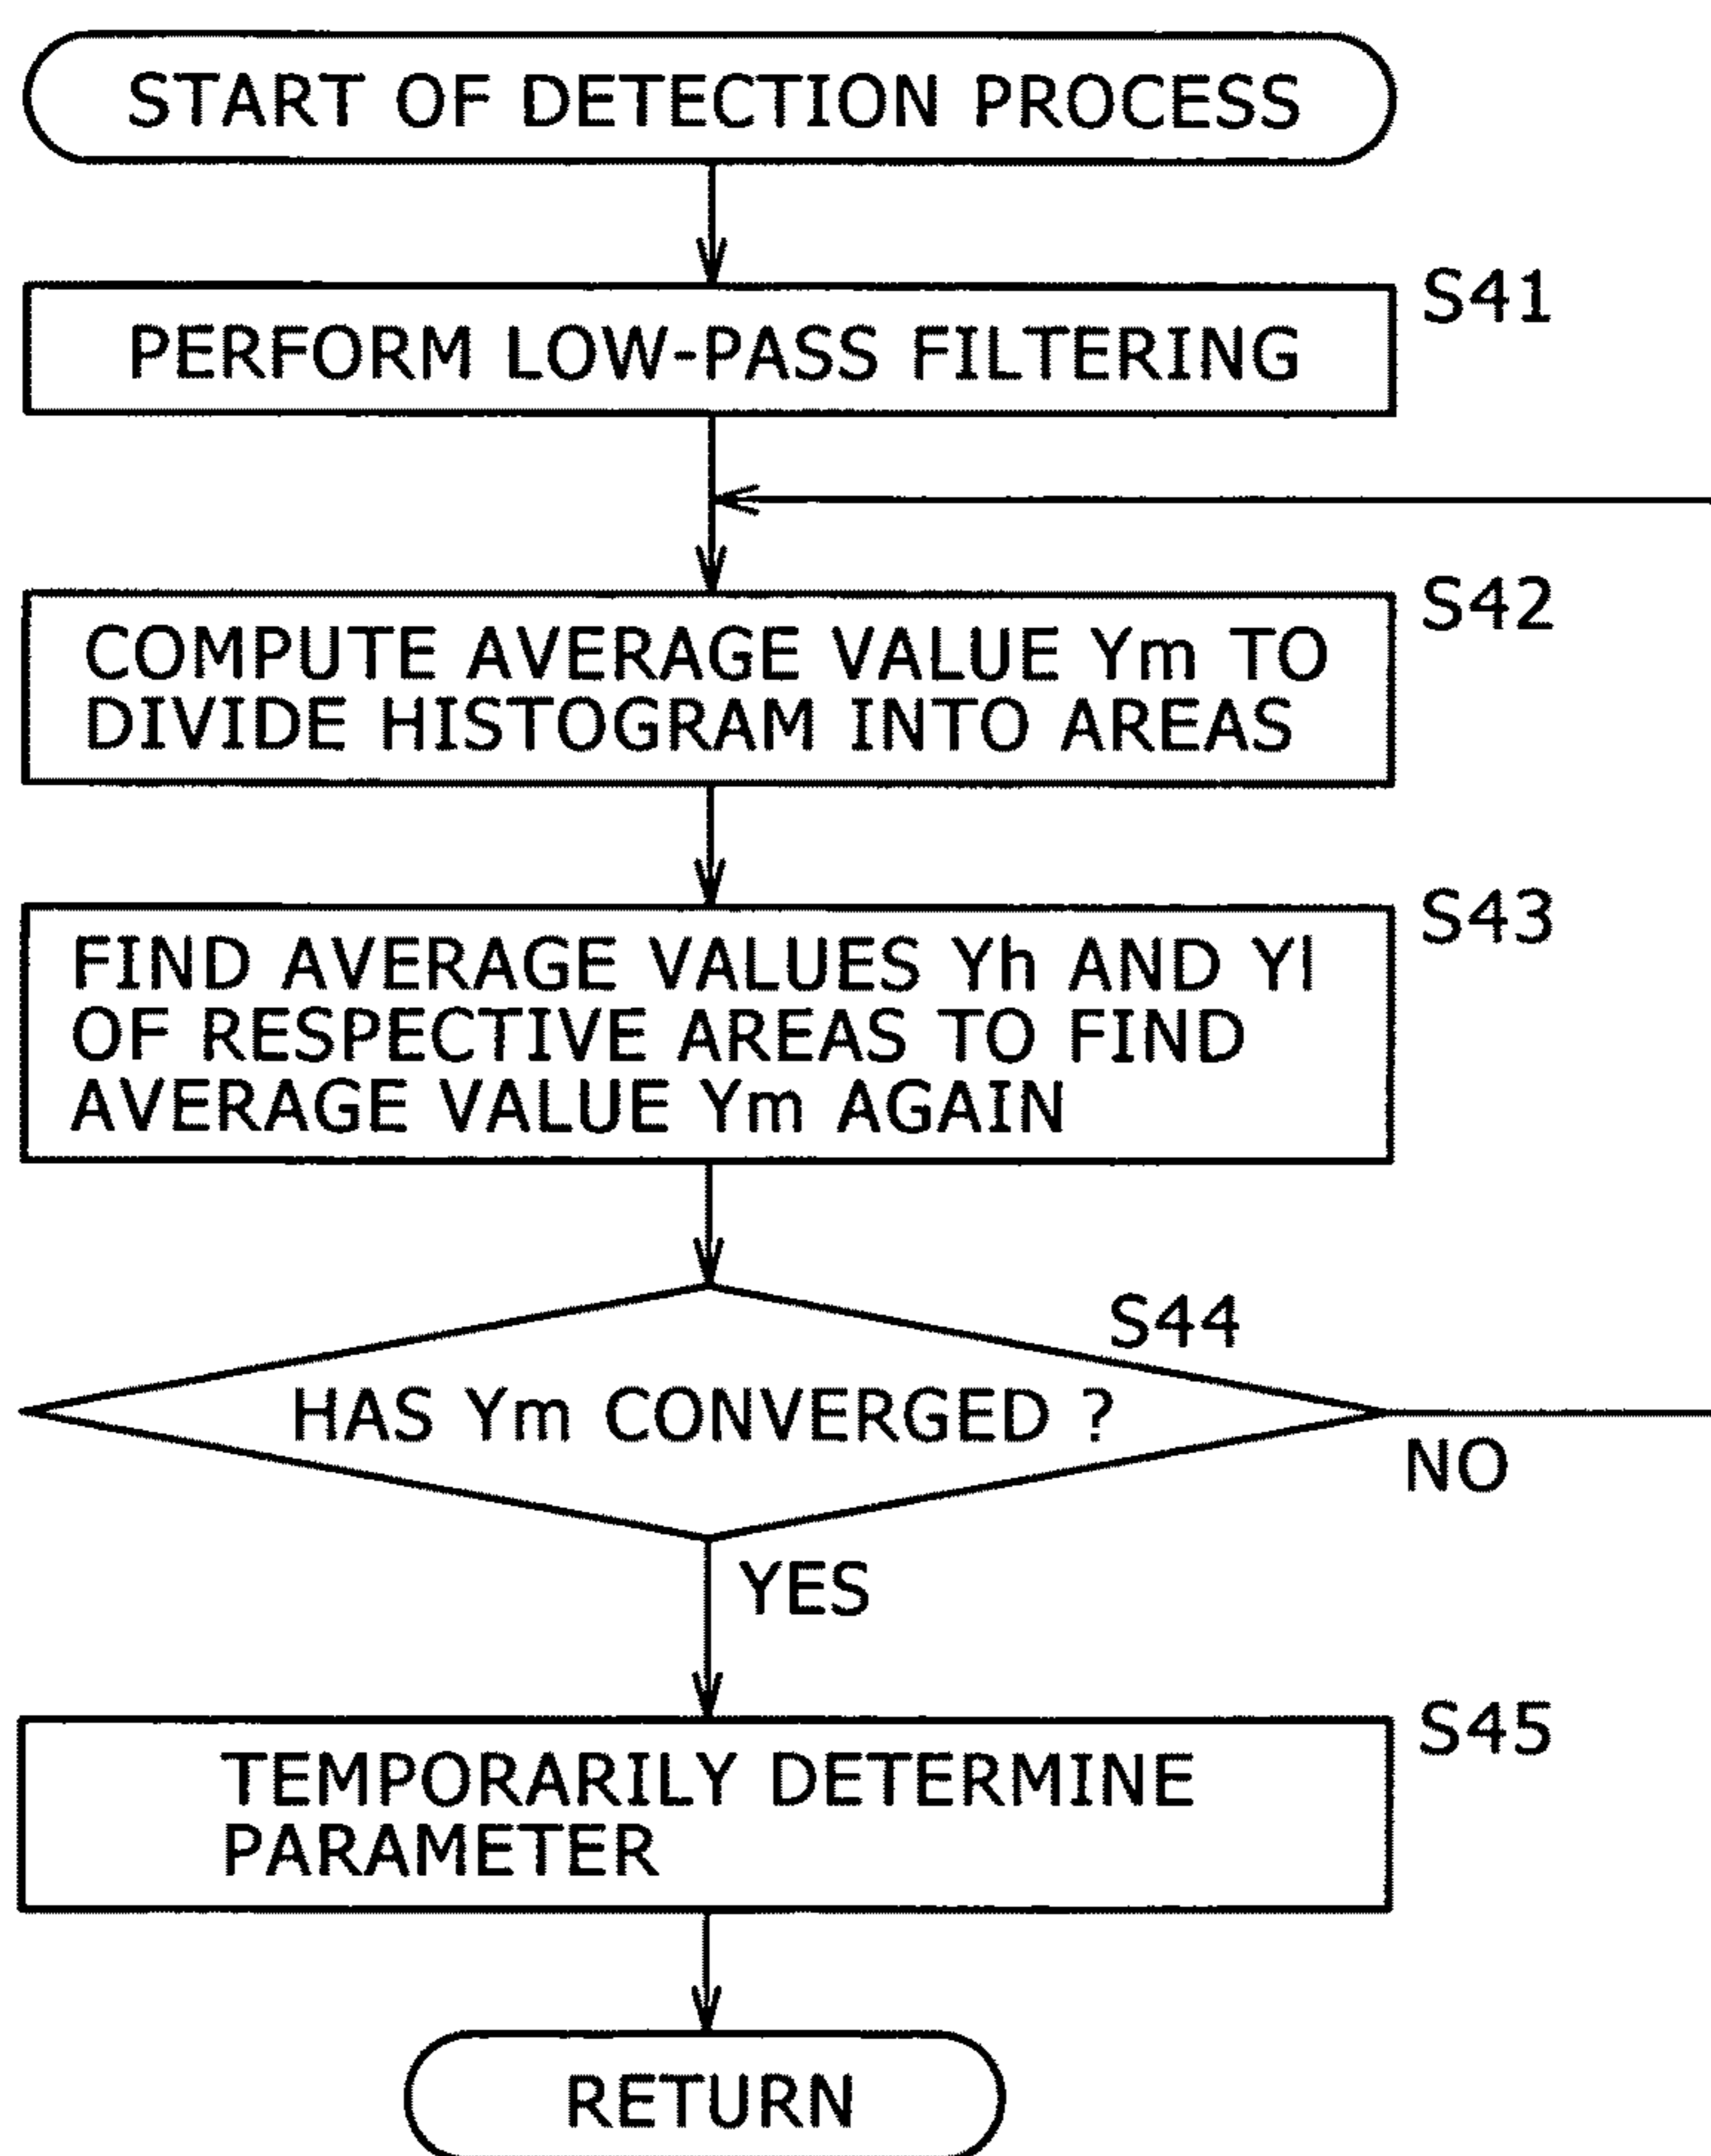 START OF DETECTION PROCESS
S41
PERFORM LOW-PASS FILTERING
S42
COMPUTE AVERAGE VALUE Ym TO
DIVIDE HISTOGRAM INTO AREAS
S43
FIND AVERAGE VALUES Yh AND Yl
OF RESPECTIVE AREAS TO FIND
AVERAGE VALUE Ym AGAIN
S44
HAS Ym CONVERGED ?
NO
YES
S45
TEMPORARILY DETERMINE
PARAMETER
RETURN